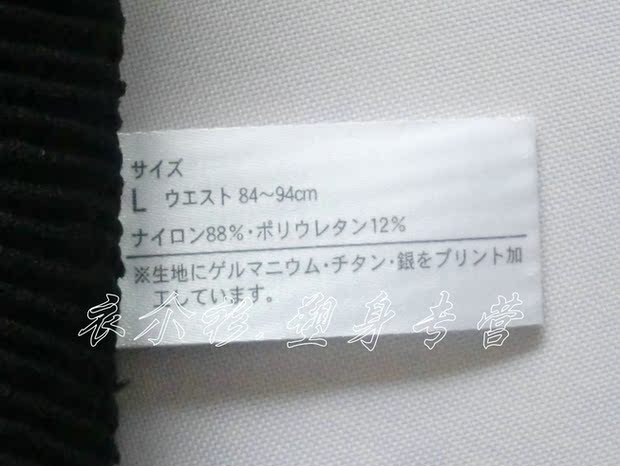 サイズ
L ウエスト 84～94cm
ナイロン88%・ポリウレタン12%
※生地にゲルマニウム・チタン・銀をプリント加
工しています。
衣尒彩 塑身专营